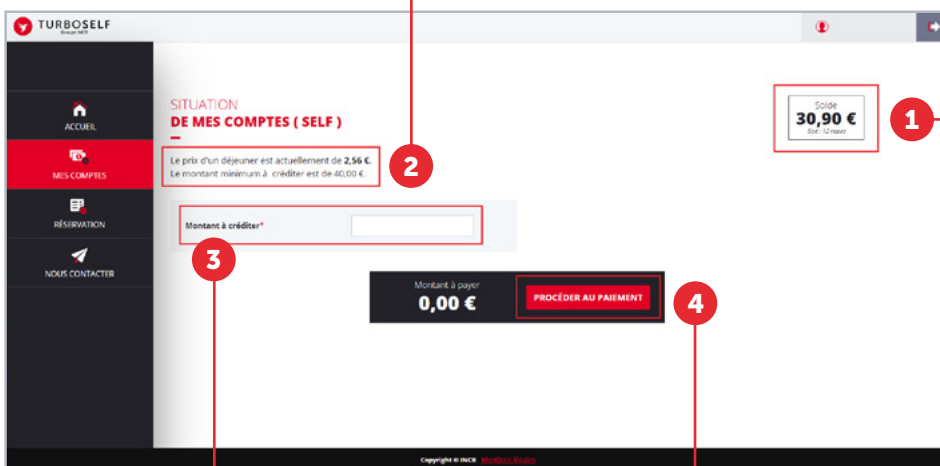 TURBOSELF
Groupe INCB
SITUATION
DE MES COMPTES ( SELF )
Solde
30,90 €
Soit : 12 repas
1
ACCUEIL
Le prix d'un déjeuner est actuellement de 2,56 €.
Le montant minimum à créditer est de 40,00 €.
2
MES COMPTES
RÉSERVATION
Montant à créditer*
3
NOUS CONTACTER
Montant à payer
0,00 €
PROCÉDER AU PAIEMENT
4
Copyright © INCB Mentions légales